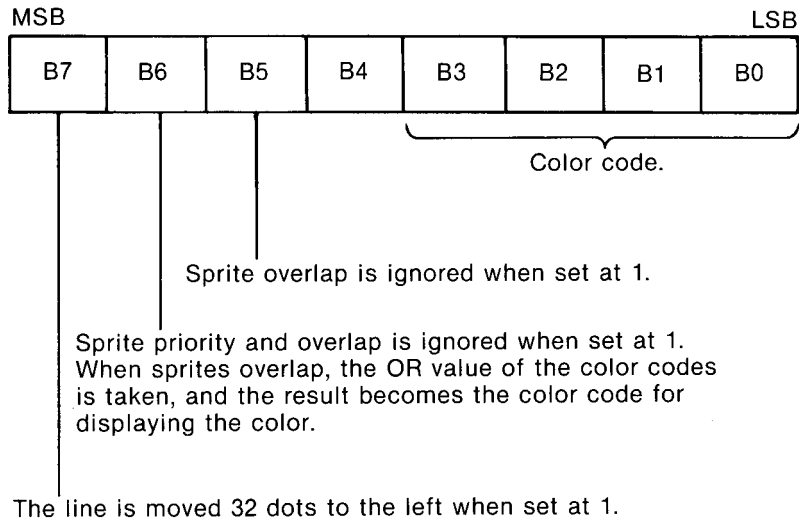 MSB LSB
B7 B6 B5 B4 B3 B2 B1 B0
Color code.
Sprite overlap is ignored when set at 1.
Sprite priority and overlap is ignored when set at 1.
When sprites overlap, the OR value of the color codes
is taken, and the result becomes the color code for
displaying the color.
The line is moved 32 dots to the left when set at 1.